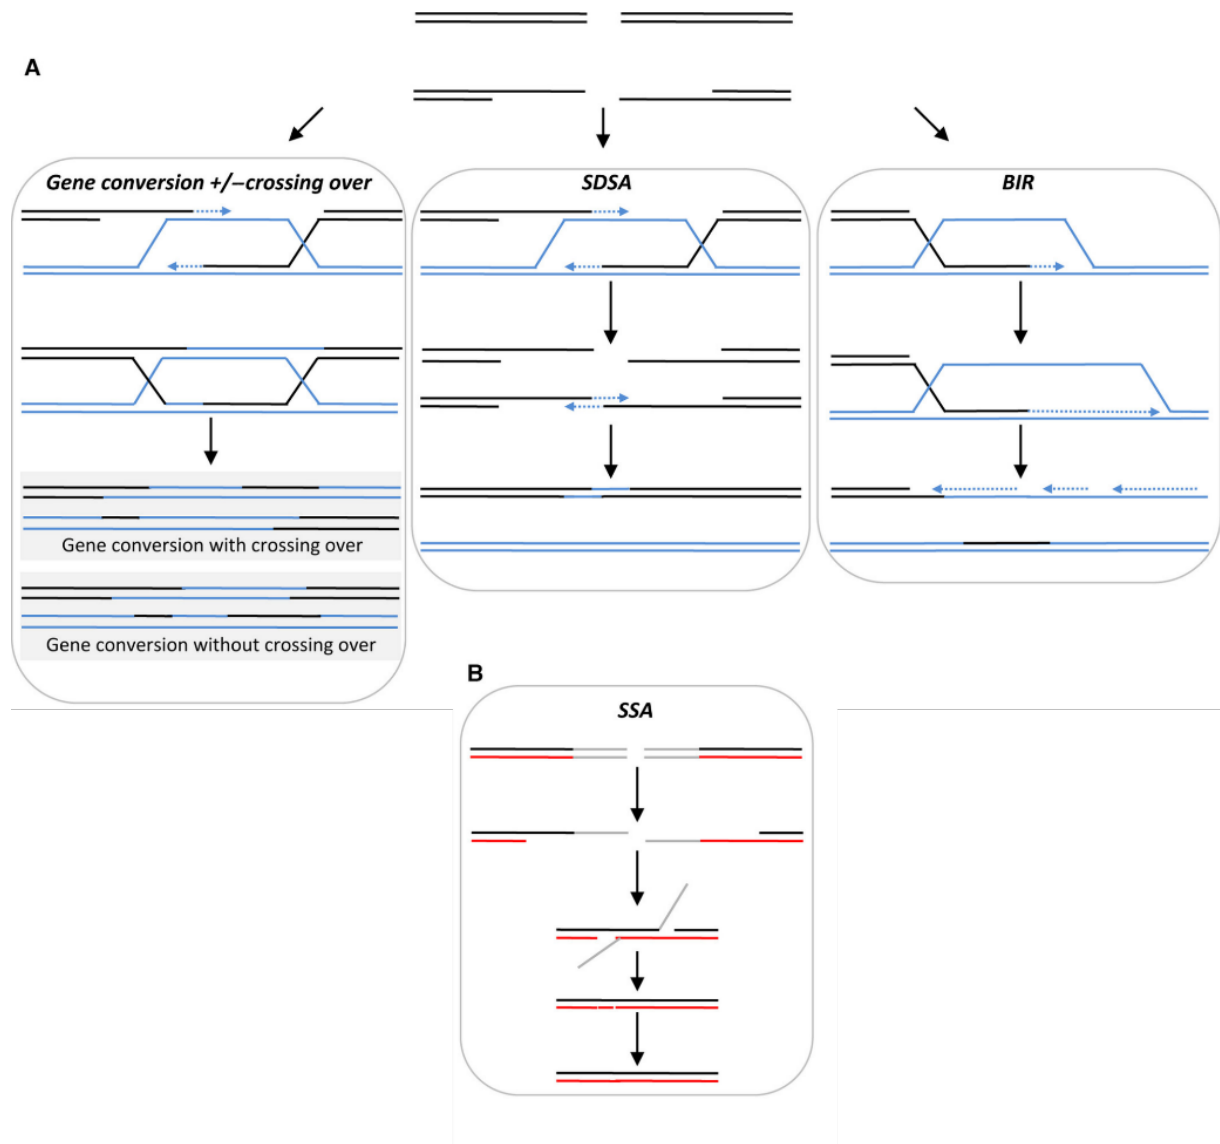 A
Gene conversion +/−crossing over
SDSA
BIR
Gene conversion with crossing over
Gene conversion without crossing over
B
SSA